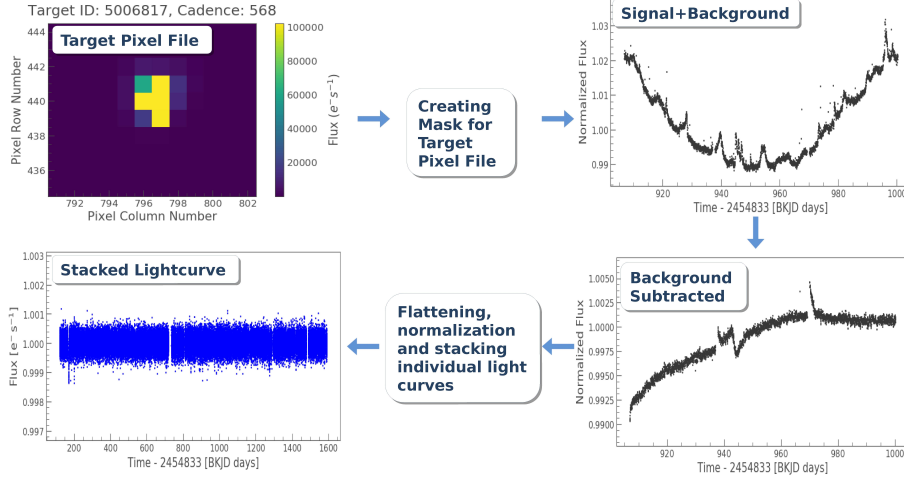 Target ID: 5006817, Cadence: 568
Target Pixel File
444
442
440
438
436
Pixel Row Number
792 794 796 798 800 802
Pixel Column Number
100000
80000
60000
40000
20000
Flux (e⁻s⁻¹)
Creating
Mask for
Target
Pixel File
Signal+Background
1.03
1.02
1.00
0.99
Normalized Flux
920 940 960 980 1000
Time - 2454833 [BKJD days]
Stacked Lightcurve
1.003
1.002
1.001
1.000
0.999
0.998
0.997
Flux [e⁻ s⁻¹]
200 400 600 800 1000 1200 1400 1600
Time - 2454833 [BKJD days]
Flattening,
normalization
and stacking
individual light
curves
Background
Subtracted
1.0050
1.0025
1.0000
0.9975
0.9950
0.9925
0.9900
Normalized Flux
920 940 960 980 1000
Time - 2454833 [BKJD days]